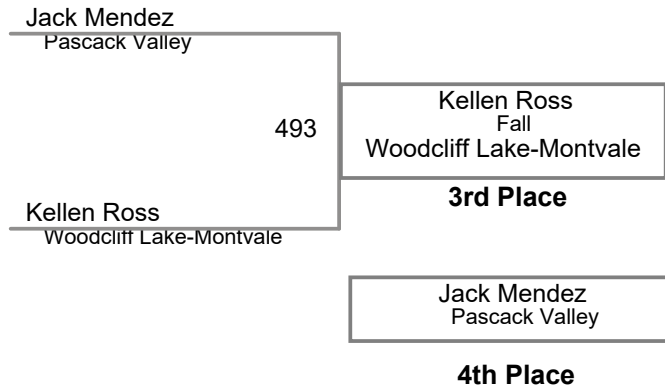 Jack Mendez
Pascack Valley
493
Kellen Ross
Fall
Woodcliff Lake-Montvale
3rd Place
Kellen Ross
Woodcliff Lake-Montvale
Jack Mendez
Pascack Valley
4th Place